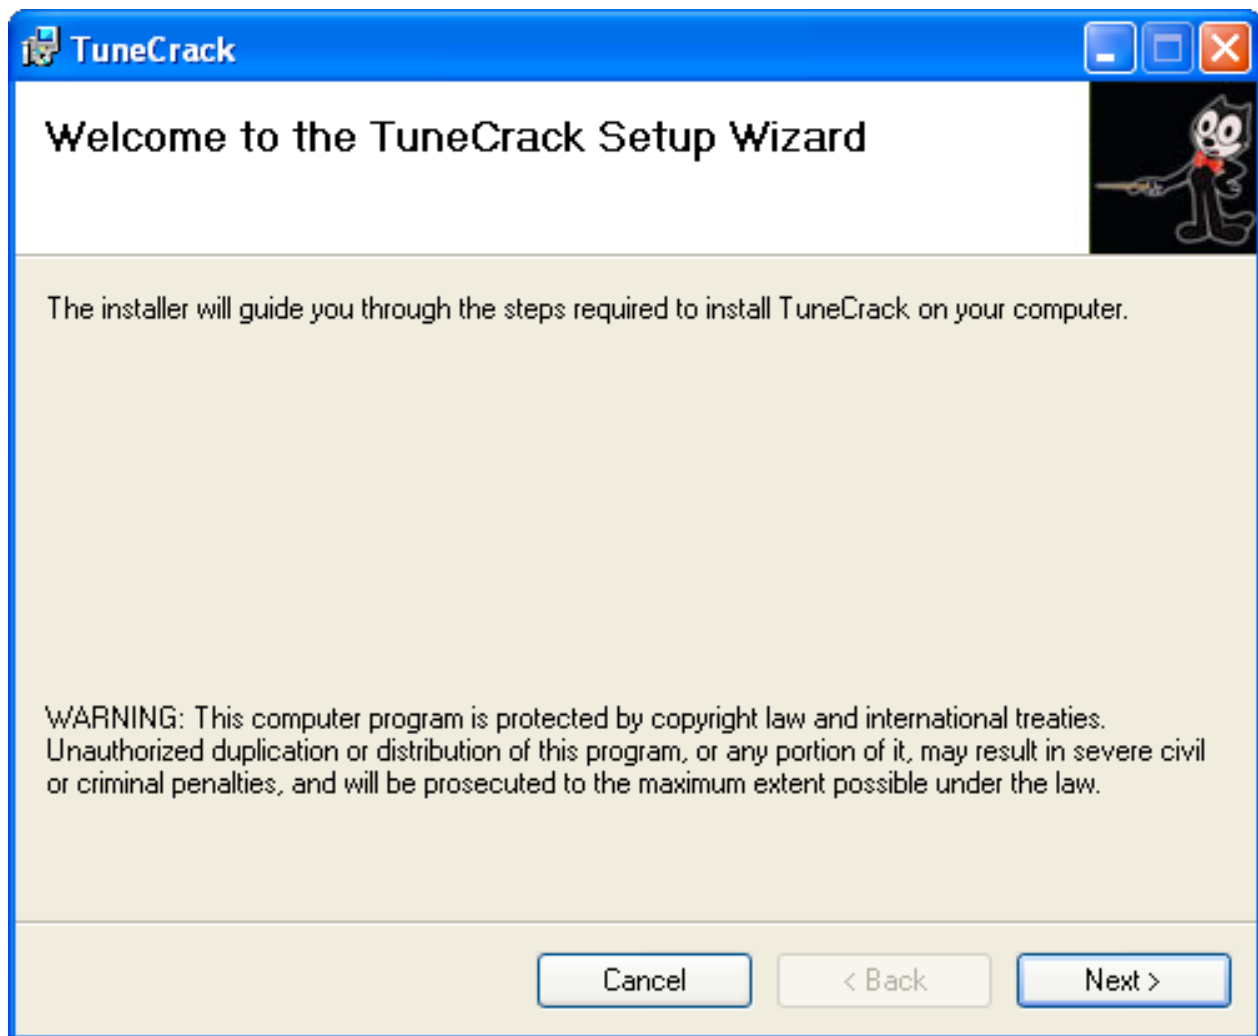 TuneCrack
Welcome to the TuneCrack Setup Wizard
The installer will guide you through the steps required to install TuneCrack on your computer.
WARNING: This computer program is protected by copyright law and international treaties.
Unauthorized duplication or distribution of this program, or any portion of it, may result in severe civil
or criminal penalties, and will be prosecuted to the maximum extent possible under the law.
Cancel
< Back
Next >